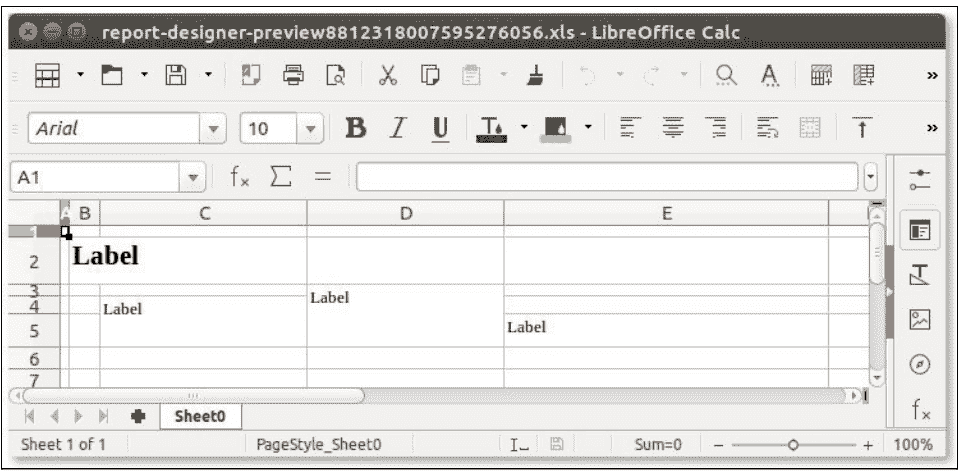 report-designer-preview8812318007595276056.xls - LibreOffice Calc
»
Arial 10 B I U T »
A1 fx Σ =
A B C D E
1
2 Label
3 Label
4 Label
5 Label
6
7
Sheet0
Sheet 1 of 1 PageStyle_Sheet0 Sum=0 − + 100%